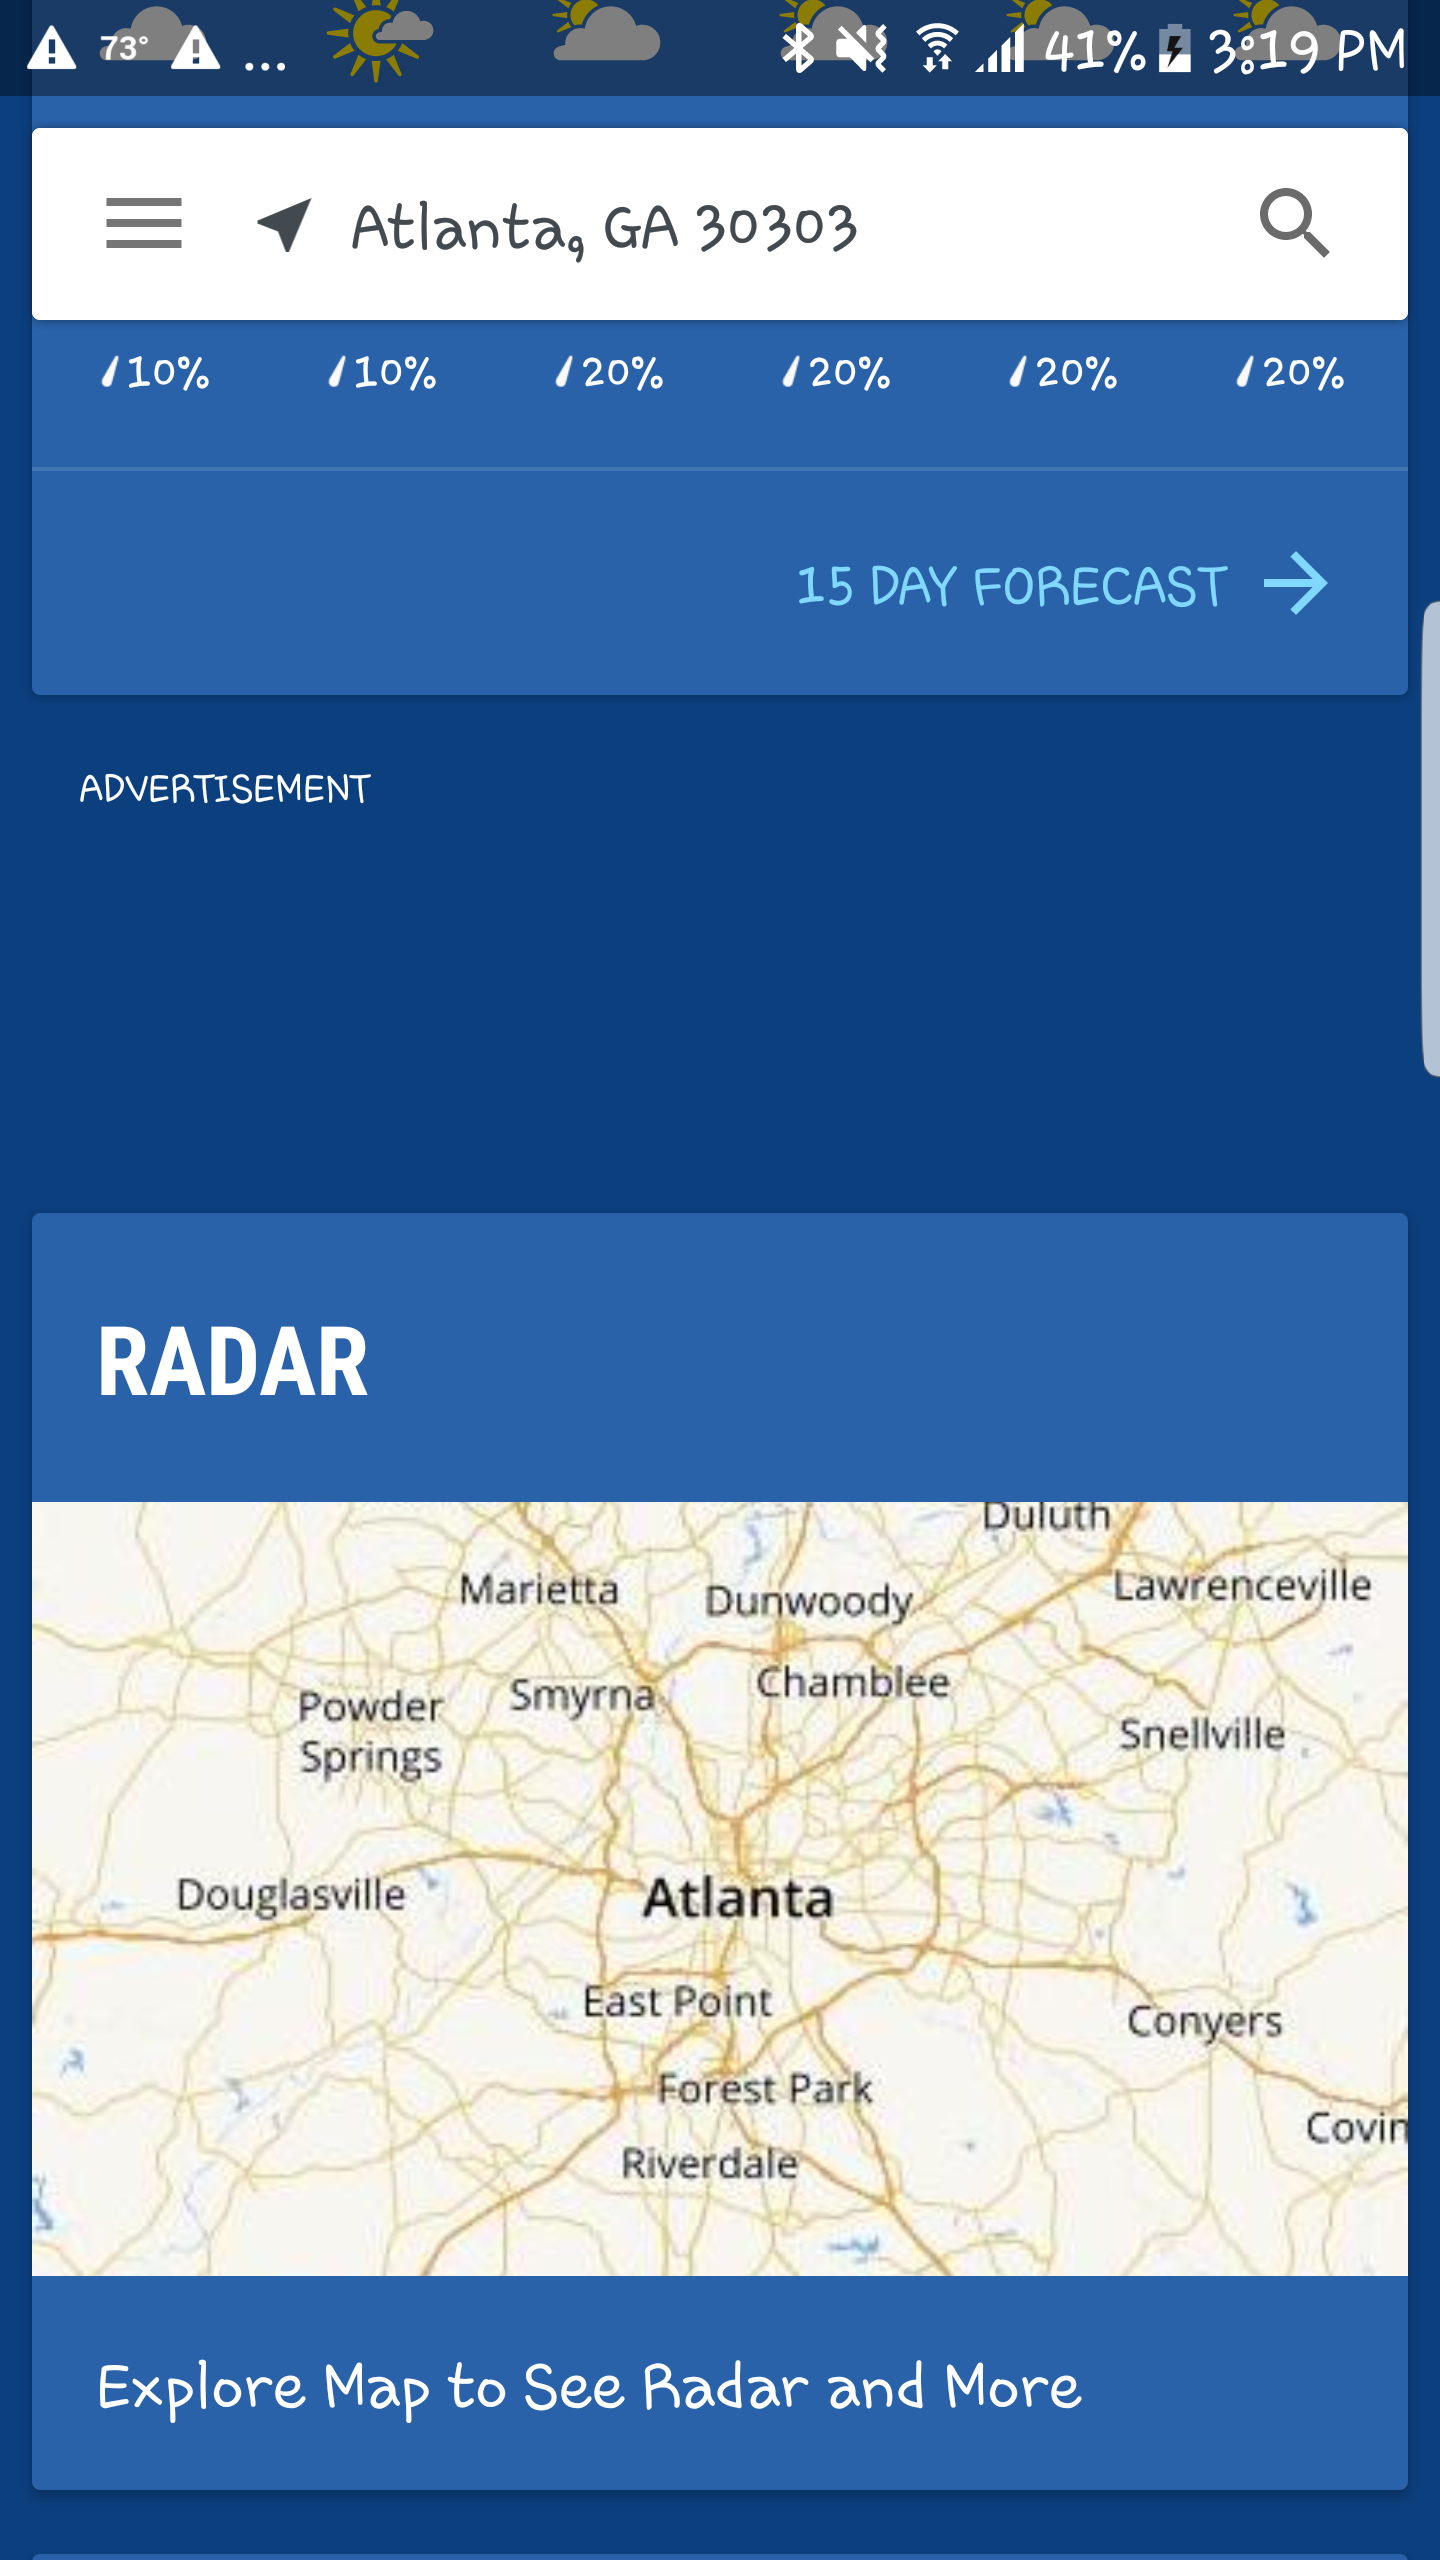 73° ... 41% 3:19 PM
Atlanta, GA 30303
10% 10% 20% 20% 20% 20%
15 DAY FORECAST
ADVERTISEMENT
RADAR
Duluth
Marietta Dunwoody Lawrenceville
Powder Springs Smyrna Chamblee
Snellville
Douglasville Atlanta
East Point Conyers
Forest Park
Covin
Riverdale
Explore Map to See Radar and More